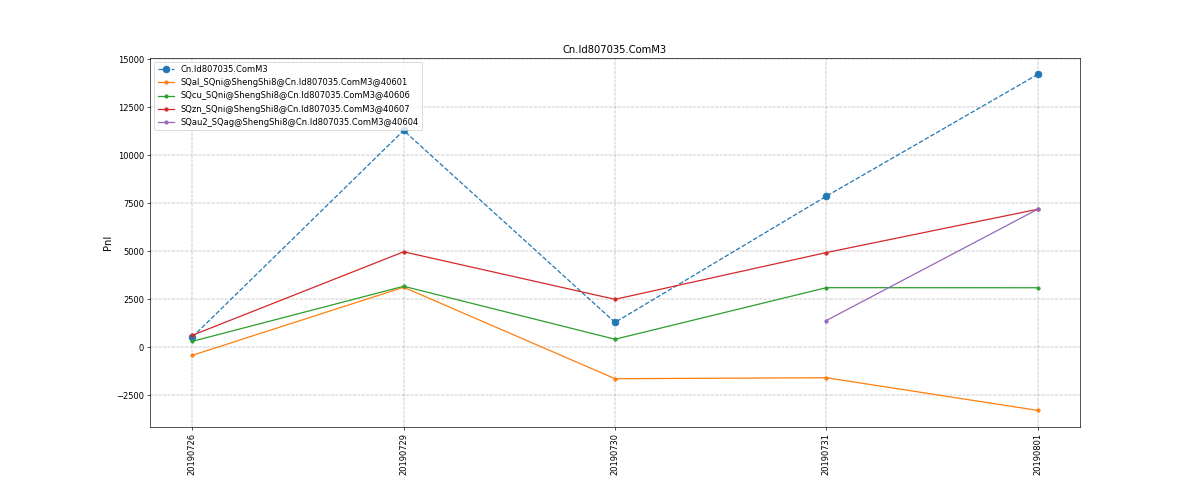 Cn.Id807035.ComM3
15000
12500
10000
7500
5000
2500
0
−2500
Pnl
Cn.Id807035.ComM3
SQal_SQni@ShengShi8@Cn.Id807035.ComM3@40601
SQcu_SQni@ShengShi8@Cn.Id807035.ComM3@40606
SQzn_SQni@ShengShi8@Cn.Id807035.ComM3@40607
SQau2_SQag@ShengShi8@Cn.Id807035.ComM3@40604
20190726
20190729
20190730
20190731
20190801